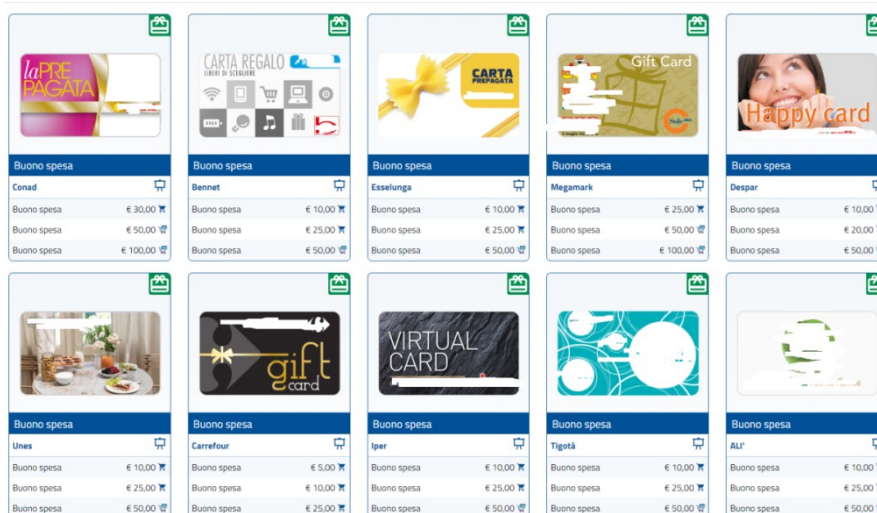 laPRE
PAGATA
CARTA REGALO
LIBERI DI SCEGLIERE
CARTA
PREPAGATA
Gift Card
Happy card
Buono spesa
Buono spesa
Buono spesa
Buono spesa
Buono spesa
Conad
Bennet
Esselunga
Megamark
Despar
Buono spesa € 30,00
Buono spesa € 10,00
Buono spesa € 10,00
Buono spesa € 25,00
Buono spesa € 10,00
Buono spesa € 50,00
Buono spesa € 25,00
Buono spesa € 25,00
Buono spesa € 50,00
Buono spesa € 20,00
Buono spesa € 100,00
Buono spesa € 50,00
Buono spesa € 50,00
Buono spesa € 100,00
Buono spesa € 50,00
gift
card
VIRTUAL
CARD
Buono spesa
Buono spesa
Buono spesa
Buono spesa
Buono spesa
Unes
Carrefour
Iper
Tigotà
ALI'
Buono spesa € 10,00
Buono spesa € 5,00
Buono spesa € 10,00
Buono spesa € 10,00
Buono spesa € 10,00
Buono spesa € 25,00
Buono spesa € 10,00
Buono spesa € 25,00
Buono spesa € 25,00
Buono spesa € 25,00
Buono spesa € 50,00
Buono spesa € 25,00
Buono spesa € 50,00
Buono spesa € 50,00
Buono spesa € 50,00